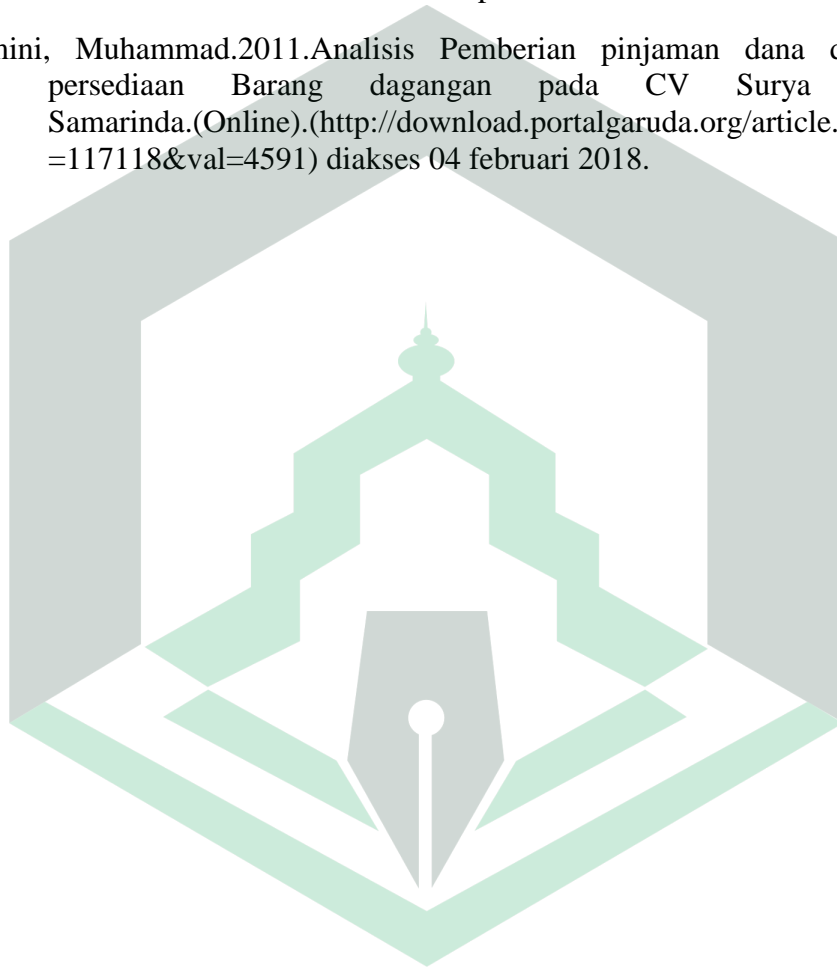 nini, Muhammad.2011.Analisis Pemberian pinjaman dana d
persediaan Barang dagangan pada CV Surya
Samarinda.(Online).(http://download.portalgaruda.org/article.
=117118&val=4591) diakses 04 februari 2018.